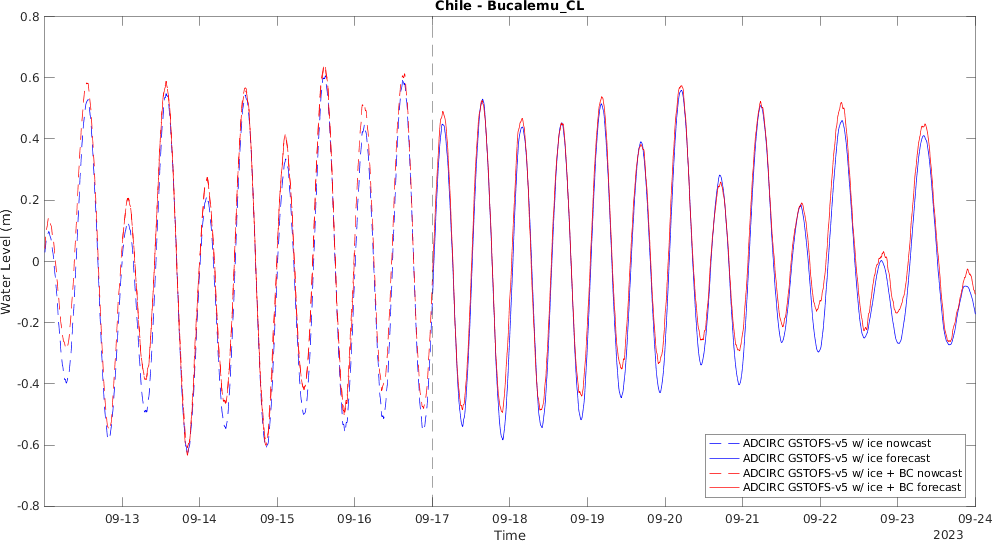 Chile - Bucalemu_CL
0.8
0.6
0.4
0.2
0
-0.2
-0.4
-0.6
-0.8
Water Level (m)
09-13 09-14 09-15 09-16 09-17 09-18 09-19 09-20 09-21 09-22 09-23 09-24
Time
2023
ADCIRC GSTOFS-v5 w/ ice nowcast
ADCIRC GSTOFS-v5 w/ ice forecast
ADCIRC GSTOFS-v5 w/ ice + BC nowcast
ADCIRC GSTOFS-v5 w/ ice + BC forecast